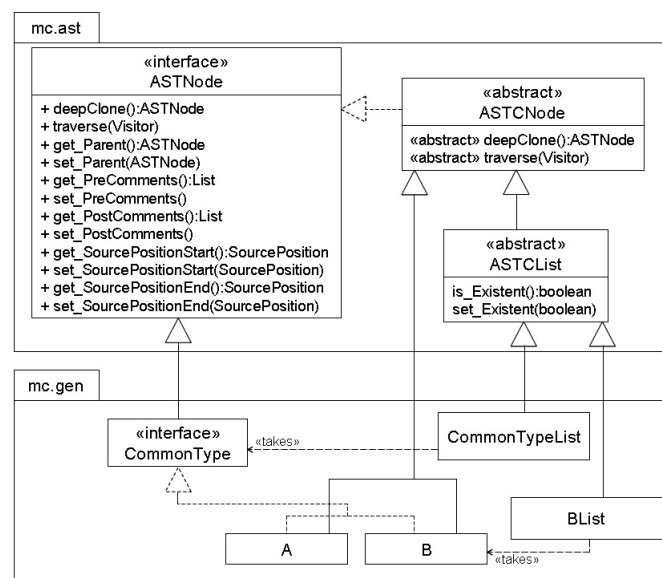 mc.ast
«interface»
ASTNode
+ deepClone():ASTNode
+ traverse(Visitor)
+ get_Parent():ASTNode
+ set_Parent(ASTNode)
+ get_PreComments():List
+ set_PreComments()
+ get_PostComments():List
+ set_PostComments()
+ get_SourcePositionStart():SourcePosition
+ set_SourcePositionStart(SourcePosition)
+ get_SourcePositionEnd():SourcePosition
+ set_SourcePositionEnd(SourcePosition)
«abstract»
ASTCNode
«abstract» deepClone():ASTNode
«abstract» traverse(Visitor)
«abstract»
ASTCList
is_Existent():boolean
set_Existent(boolean)
mc.gen
«interface»
CommonType
«takes»
CommonTypeList
A
B
«takes»
BList